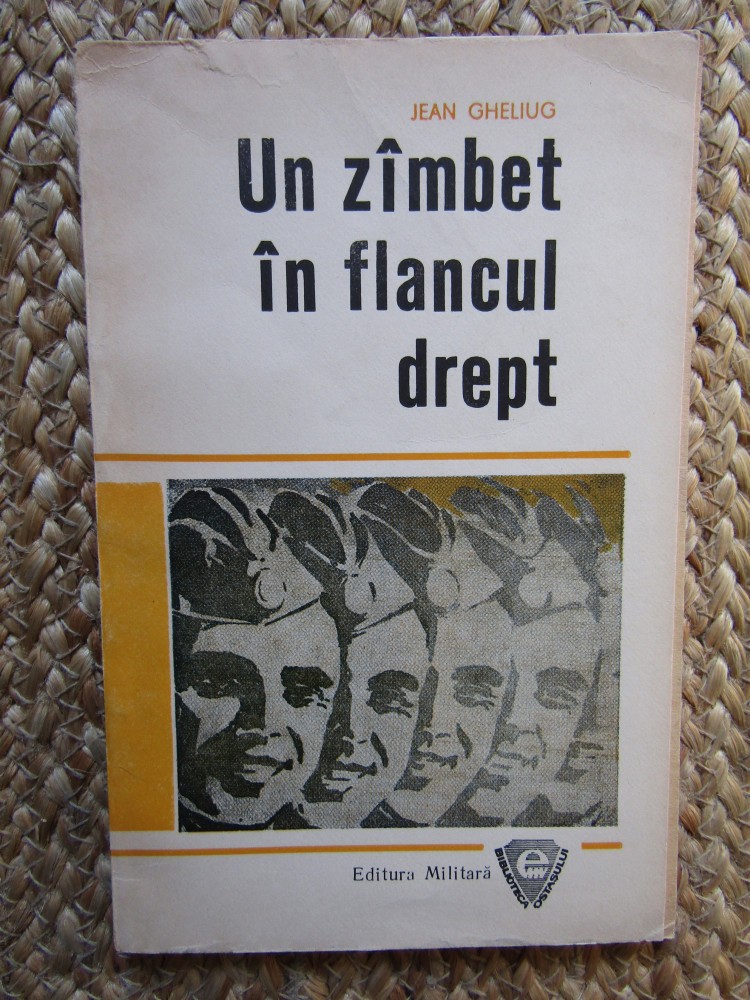 JEAN GHELIUG
Un zîmbet
în flancul
drept
Editura Militară
e
BIBLIOTECA OSTAȘULUI